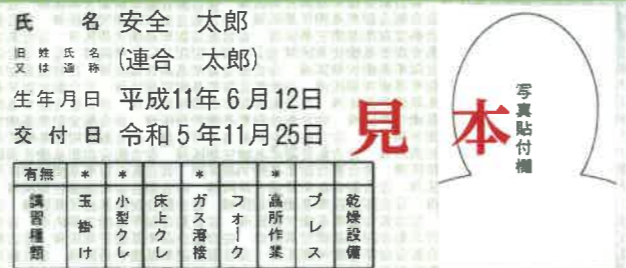 氏名 安全 太郎
旧姓氏名又は通称 (連合 太郎)
生年月日 平成11年6月12日
交付日 令和5年11月25日
見本
写真貼付欄
有無 * * * *
講習種類 玉掛け 小型クレ 床上クレ ガス溶接 フォーク 高所作業 プレス 乾燥設備